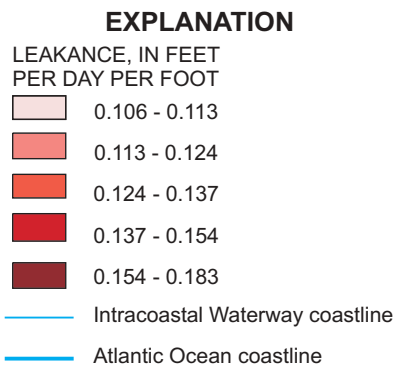 EXPLANATION
LEAKANCE, IN FEET
PER DAY PER FOOT
0.106 - 0.113
0.113 - 0.124
0.124 - 0.137
0.137 - 0.154
0.154 - 0.183
Intracoastal Waterway coastline
Atlantic Ocean coastline